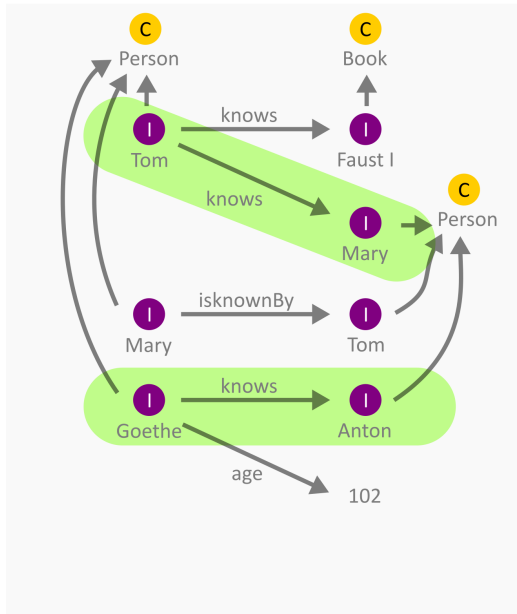 C C
Person Book
I knows I
Tom Faust I
knows
C
I Person
Mary
I isknownBy I
Mary Tom
I knows I
Goethe Anton
age
102